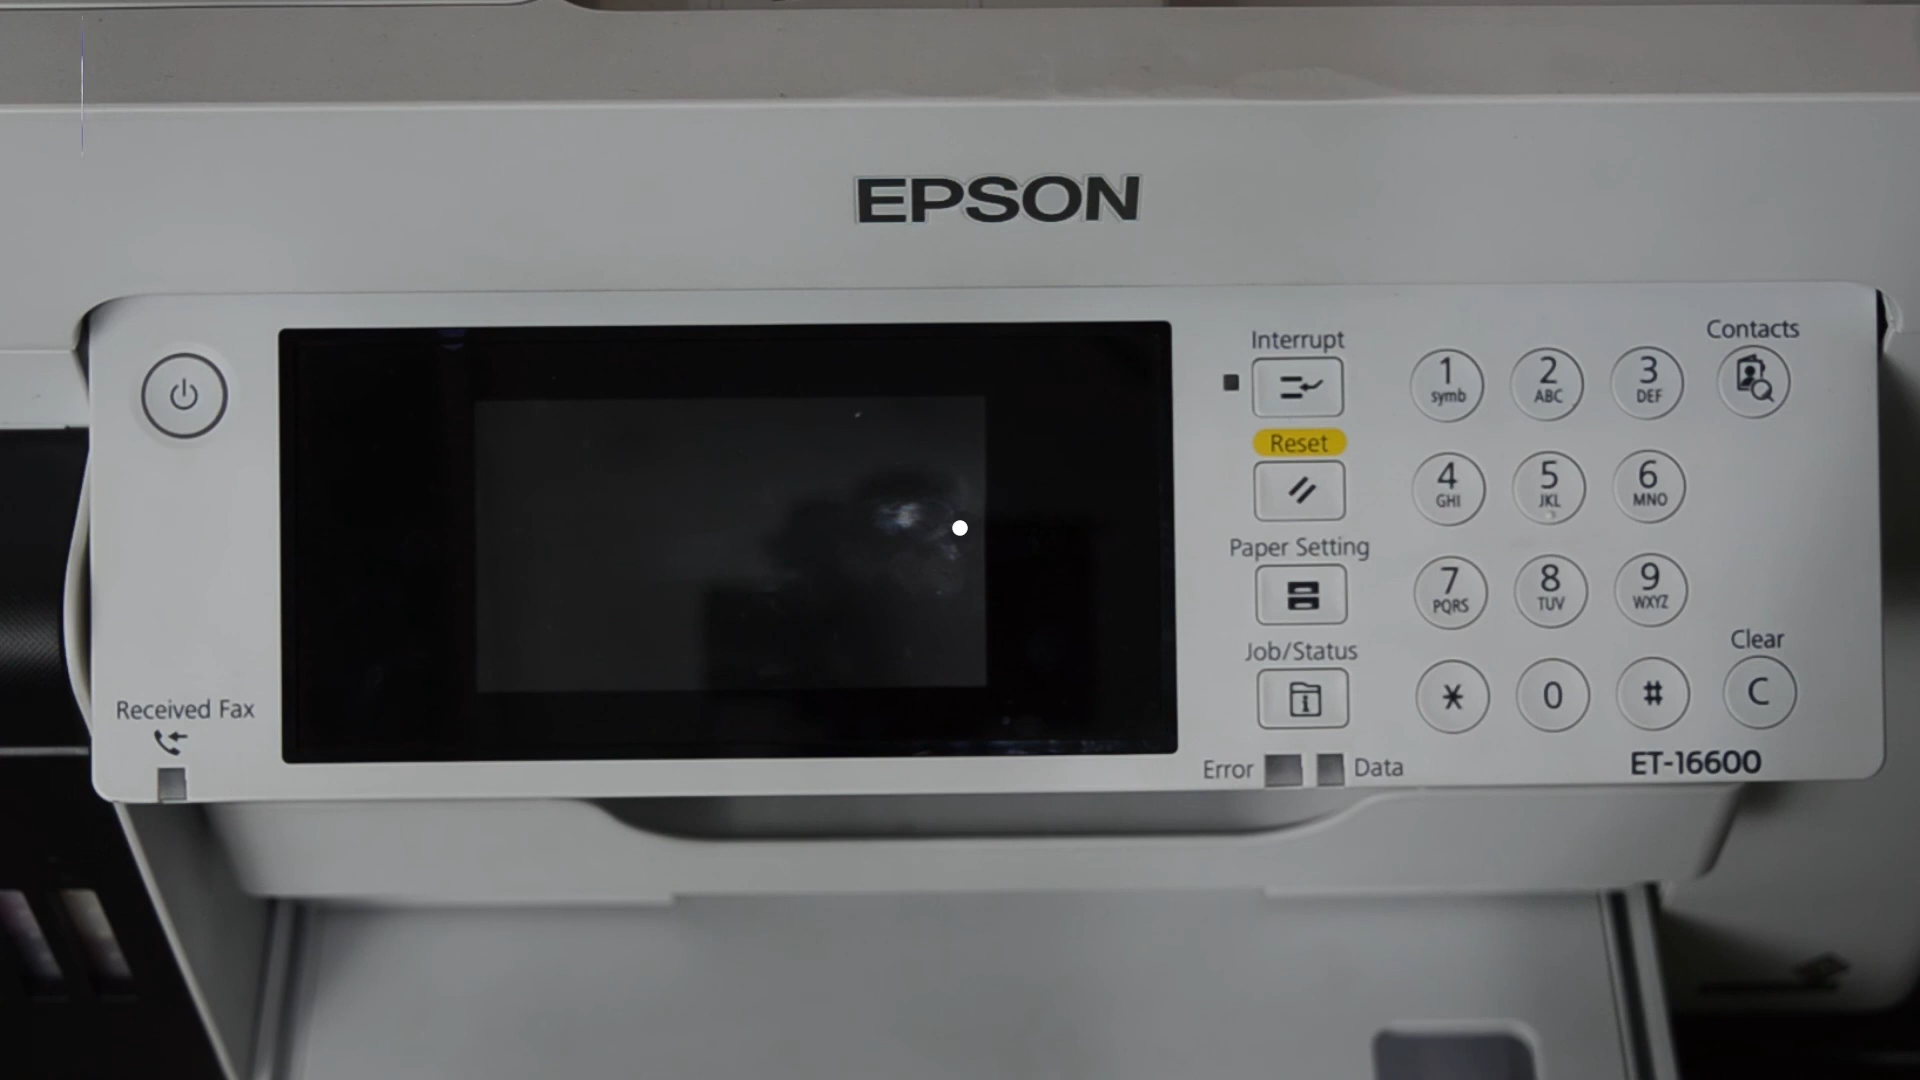 EPSON
Interrupt
Reset
Paper Setting
Job/Status
Error
Data
Received Fax
1
symb
2
ABC
3
DEF
Contacts
4
GHI
5
JKL
6
MNO
7
PQRS
8
TUV
9
WXYZ
Clear
*
0
#
C
ET-16600